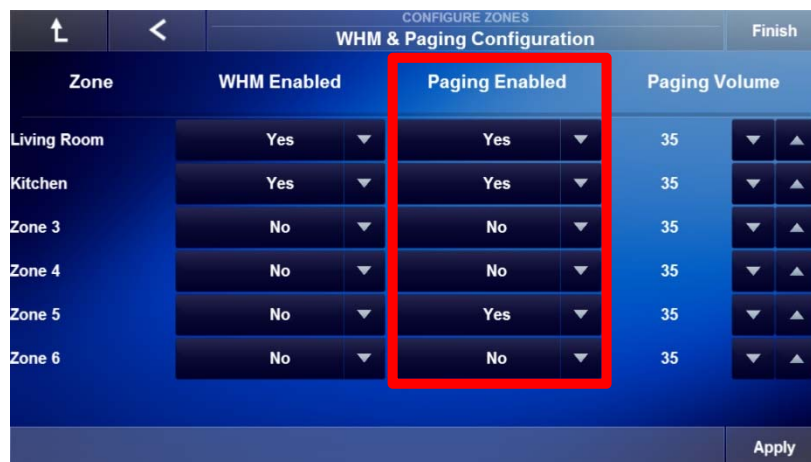 CONFIGURE ZONES
WHM & Paging Configuration
Finish
Zone WHM Enabled Paging Enabled Paging Volume
Living Room Yes Yes 35
Kitchen Yes Yes 35
Zone 3 No No 35
Zone 4 No No 35
Zone 5 No Yes 35
Zone 6 No No 35
Apply